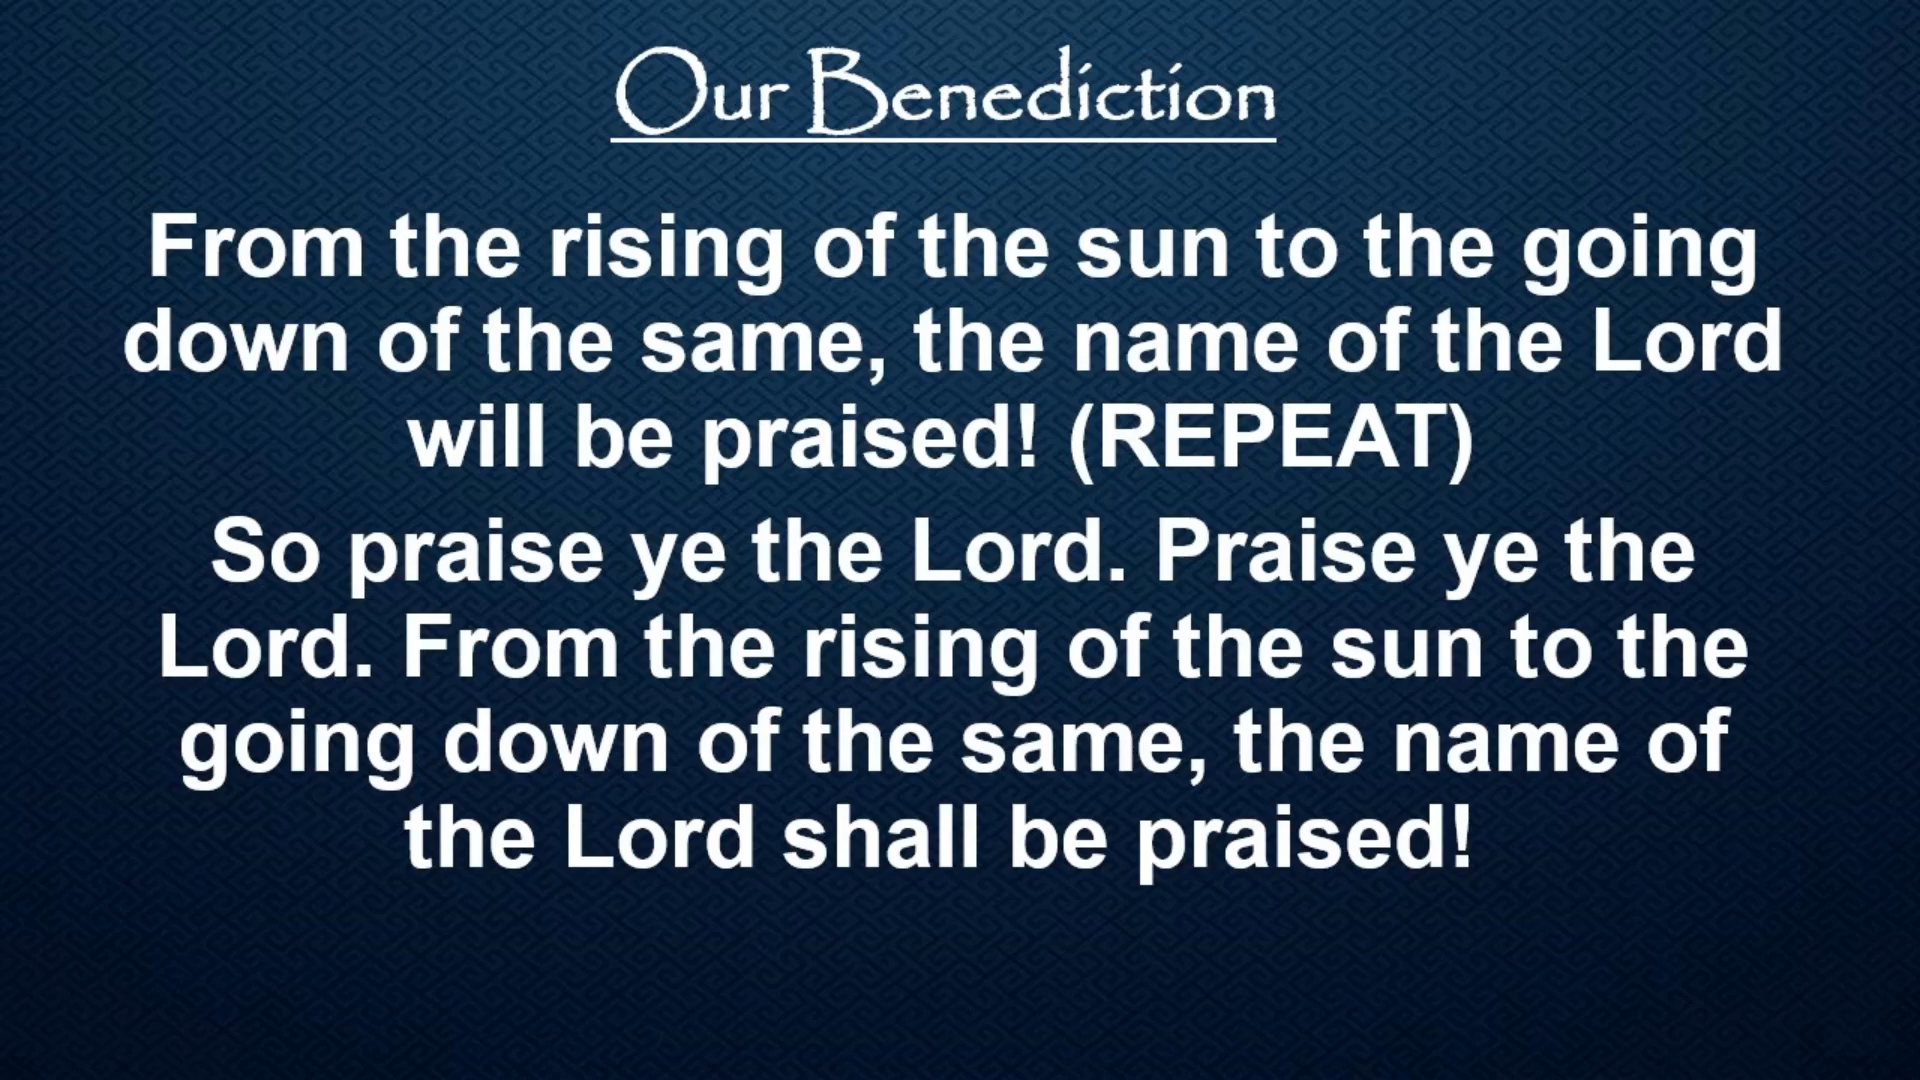 Our Benediction
From the rising of the sun to the going
down of the same, the name of the Lord
will be praised! (REPEAT)
So praise ye the Lord. Praise ye the
Lord. From the rising of the sun to the
going down of the same, the name of
the Lord shall be praised!